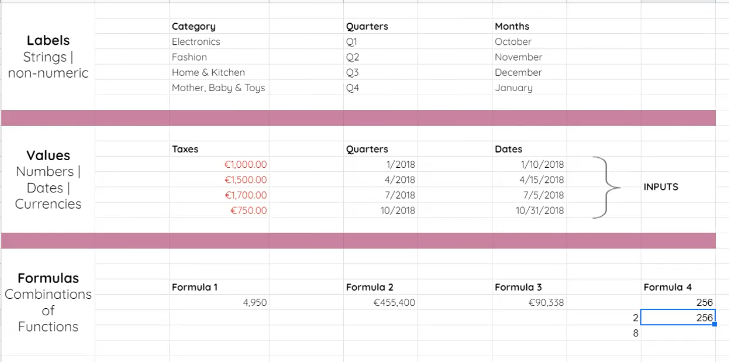 Category Quarters Months
Labels Electronics Q1 October
Strings | Fashion Q2 November
non-numeric Home & Kitchen Q3 December
Mother, Baby & Toys Q4 January
Taxes Quarters Dates
Values €1,000.00 1/2018 1/10/2018
Numbers | €1,500.00 4/2018 4/15/2018 INPUTS
Dates | €1,700.00 7/2018 7/5/2018
Currencies €750.00 10/2018 10/31/2018
Formulas Formula 1 Formula 2 Formula 3 Formula 4
Combinations 4,950 €455,400 €90,338 256
of 2 256
Functions 8